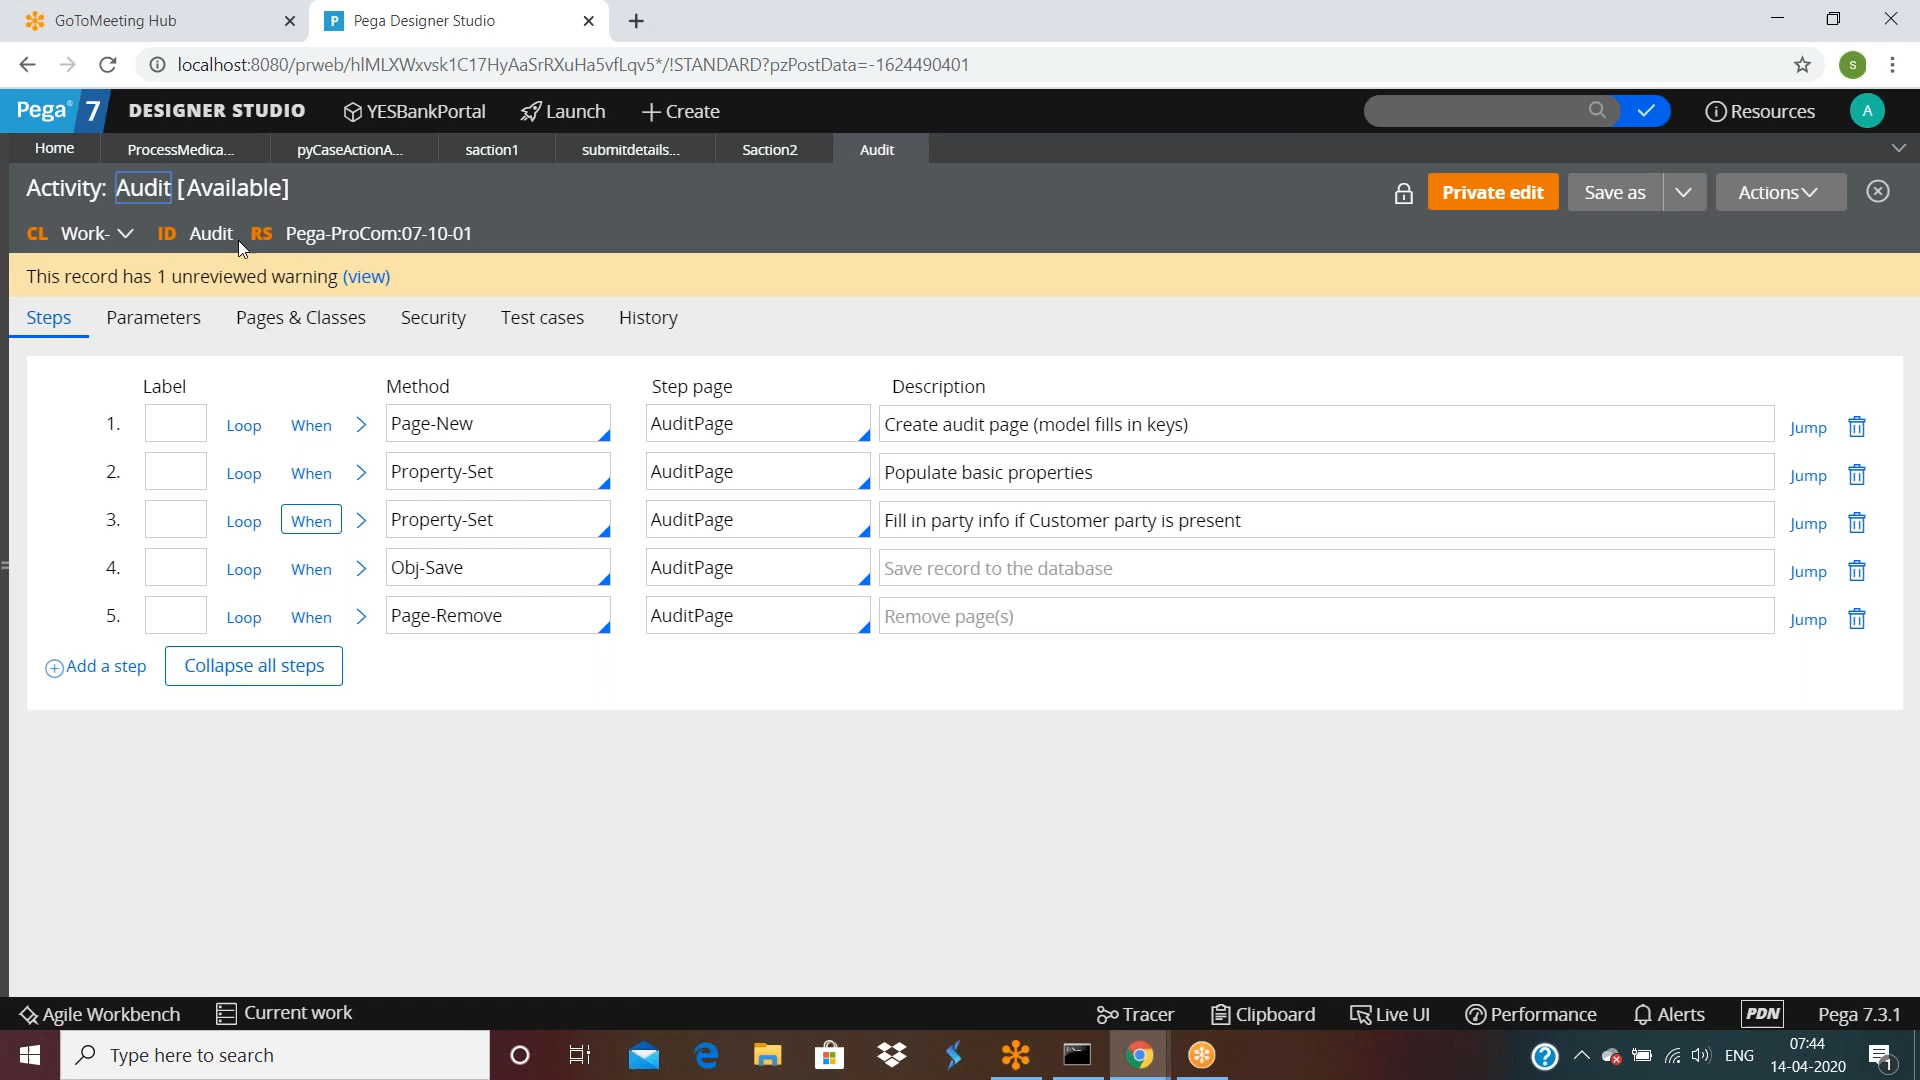 GoToMeeting Hub
P Pega Designer Studio
localhost:8080/prweb/hIMLXWxvsk1C17HyAaSrRXuHa5vfLqv5*/!STANDARD?pzPostData=-1624490401
S
Pega 7 DESIGNER STUDIO YESBankPortal Launch Create Resources A
Home ProcessMedica... pyCaseActionA... saction1 submitdetails... Saction2 Audit
Activity: Audit [Available] Private edit Save as Actions
CL Work- ID Audit RS Pega-ProCom:07-10-01
This record has 1 unreviewed warning (view)
Steps Parameters Pages & Classes Security Test cases History
Label Method Step page Description
1. Loop When Page-New AuditPage Create audit page (model fills in keys) Jump
2. Loop When Property-Set AuditPage Populate basic properties Jump
3. Loop When Property-Set AuditPage Fill in party info if Customer party is present Jump
4. Loop When Obj-Save AuditPage Save record to the database Jump
5. Loop When Page-Remove AuditPage Remove page(s) Jump
Add a step Collapse all steps
Agile Workbench Current work Tracer Clipboard Live UI Performance Alerts PDN Pega 7.3.1
Type here to search ENG 07:44
14-04-2020 1